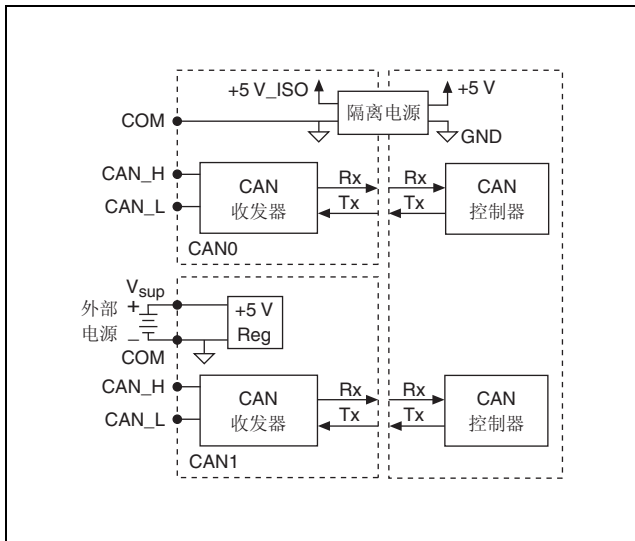 +5 V_ISO
+5 V
COM
隔离电源
GND
CAN_H
CAN_L
CAN
收发器
Rx
Tx
Rx
Tx
CAN
控制器
CAN0
Vsup
外部
电源
+
–
+5 V
Reg
COM
CAN_H
CAN_L
CAN
收发器
Rx
Tx
Rx
Tx
CAN
控制器
CAN1